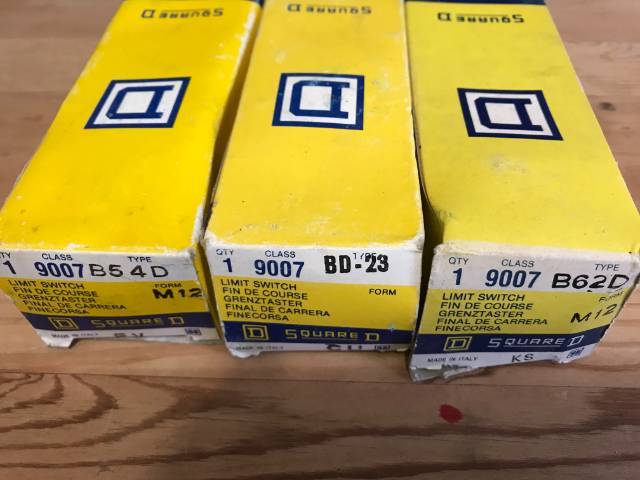 SQUARE D
D
QTY CLASS TYPE
1 9007 B54D
LIMIT SWITCH FORM
FIN DE COURSE M12
GRENZTASTER
FINAL DE CARRERA
FINECORSA
D SQUARE D
MADE IN ITALY
SQUARE D
D
QTY CLASS TYPE
1 9007 BD-23
LIMIT SWITCH
FIN DE COURSE FORM
GRENZTASTER
FINAL DE CARRERA
FINECORSA
D SQUARE D
MADE IN ITALY
SQUARE D
D
QTY CLASS TYPE
1 9007 B62D
LIMIT SWITCH FORM
FIN DE COURSE M12
GRENZTASTER
FINAL DE CARRERA
FINECORSA
D SQUARE D
MADE IN ITALY KS